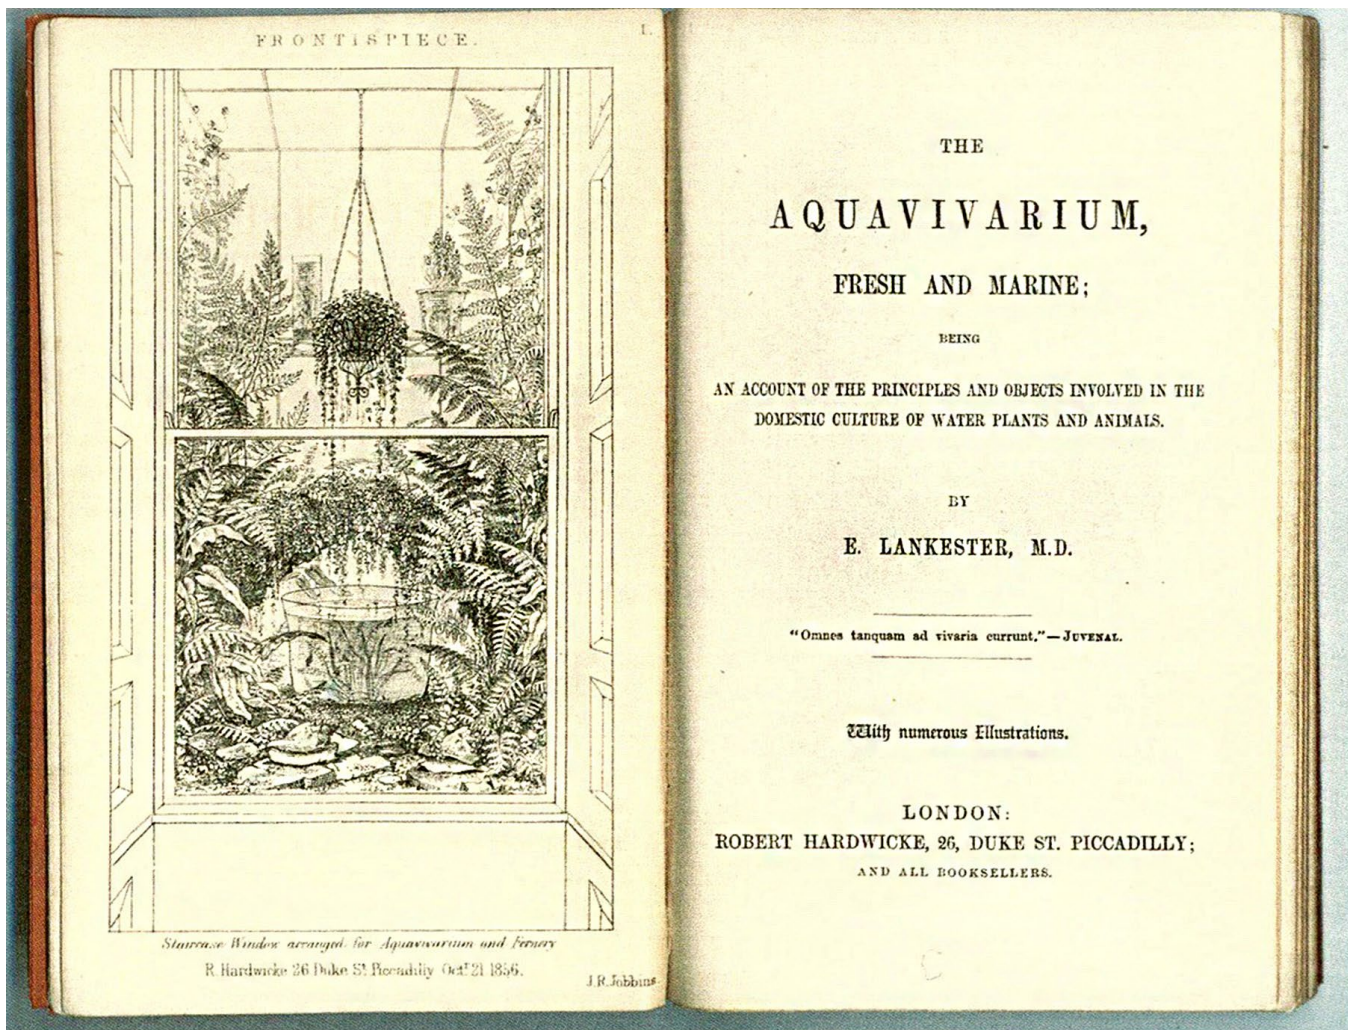 FRONTISPIECE.
1.
Staircase Window arranged for Aquavivarium and Fernery
R. Hardwicke 26 Duke St. Piccadilly Octr. 21 1856.
J.R.Jobbins.
THE
AQUAVIVARIUM,
FRESH AND MARINE;
BEING
AN ACCOUNT OF THE PRINCIPLES AND OBJECTS INVOLVED IN THE
DOMESTIC CULTURE OF WATER PLANTS AND ANIMALS.
BY
E. LANKESTER, M.D.
"Omnes tanquam ad vivaria currunt."—JUVENAL.
With numerous Illustrations.
LONDON:
ROBERT HARDWICKE, 26, DUKE ST. PICCADILLY;
AND ALL BOOKSELLERS.